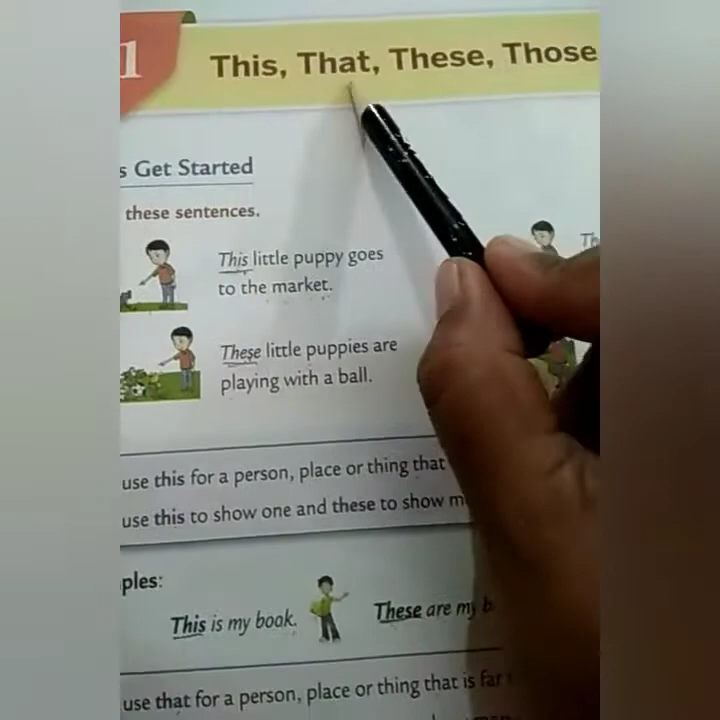 1
This, That, These, Those
s Get Started
these sentences.
This little puppy goes
to the market.
These little puppies are
playing with a ball.
use this for a person, place or thing that
use this to show one and these to show m
ples:
This is my book.
These are my b
use that for a person, place or thing that is far